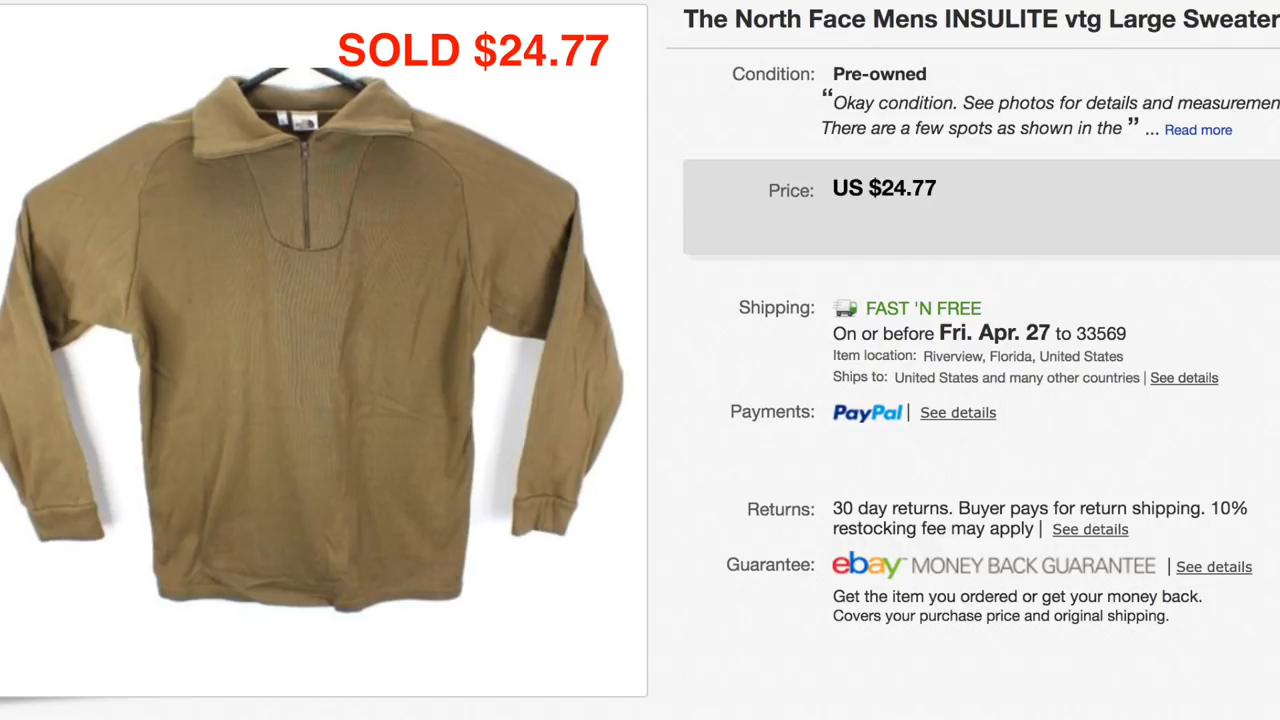 SOLD $24.77
The North Face Mens INSULITE vtg Large Sweater
Condition: Pre-owned
“Okay condition. See photos for details and measuremen
There are a few spots as shown in the ” ... Read more
Price: US $24.77
Shipping: FAST 'N FREE
On or before Fri. Apr. 27 to 33569
Item location: Riverview, Florida, United States
Ships to: United States and many other countries | See details
Payments: PayPal | See details
Returns: 30 day returns. Buyer pays for return shipping. 10%
restocking fee may apply | See details
Guarantee: ebay™ MONEY BACK GUARANTEE | See details
Get the item you ordered or get your money back.
Covers your purchase price and original shipping.